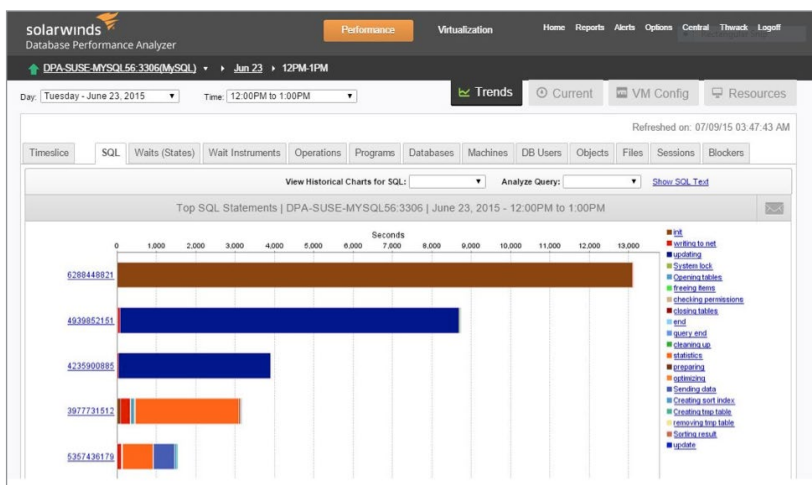 solarwinds
Database Performance Analyzer
Performance
Virtualization
Home Reports Alerts Options Central Thwack Logoff
DPA-SUSE-MYSQL56:3306(MySQL) Jun 23 12PM-1PM
Day: Tuesday - June 23, 2015 Time: 12:00PM to 1:00PM
Trends Current VM Config Resources
Refreshed on: 07/09/15 03:47:43 AM
Timeslice SQL Waits (States) Wait Instruments Operations Programs Databases Machines DB Users Objects Files Sessions Blockers
View Historical Charts for SQL: Analyze Query: Show SQL Text
Top SQL Statements | DPA-SUSE-MYSQL56:3306 | June 23, 2015 - 12:00PM to 1:00PM
Seconds
0 1,000 2,000 3,000 4,000 5,000 6,000 7,000 8,000 9,000 10,000 11,000 12,000 13,000
6288448821
4939852151
4235900885
3977731512
5357436179
init
writing to net
updating
System lock
Opening tables
freeing items
checking permissions
closing tables
end
query end
cleaning up
statistics
preparing
optimizing
Sending data
Creating sort index
Creating tmp table
removing tmp table
Sorting result
update